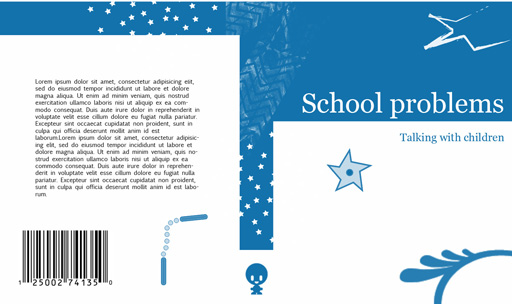 Lorem ipsum dolor sit amet, consectetur adipisicing elit,
sed do eiusmod tempor incididunt ut labore et dolore
magna aliqua. Ut enim ad minim veniam, quis nostrud
exercitation ullamco laboris nisi ut aliquip ex ea com-
modo consequat. Duis aute irure dolor in reprehenderit in
voluptate velit esse cillum dolore eu fugiat nulla pariatur.
Excepteur sint occaecat cupidatat non proident, sunt in
culpa qui officia deserunt mollit anim id est
laborum.Lorem ipsum dolor sit amet, consectetur adipisic-
ing elit, sed do eiusmod tempor incididunt ut labore et
dolore magna aliqua. Ut enim ad minim veniam, quis no-
strud exercitation ullamco laboris nisi ut aliquip ex ea
commodo consequat. Duis aute irure dolor in reprehen-
derit in voluptate velit esse cillum dolore eu fugiat nulla
pariatur. Excepteur sint occaecat cupidatat non proident,
sunt in culpa qui officia deserunt mollit anim id est labo-
rum
1 25002 74135 0
School problems
Talking with children